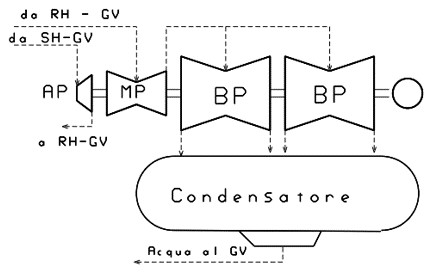 da RH - GV
da SH-GV
AP
MP
BP
BP
a RH-GV
Condensatore
Acqua al GV